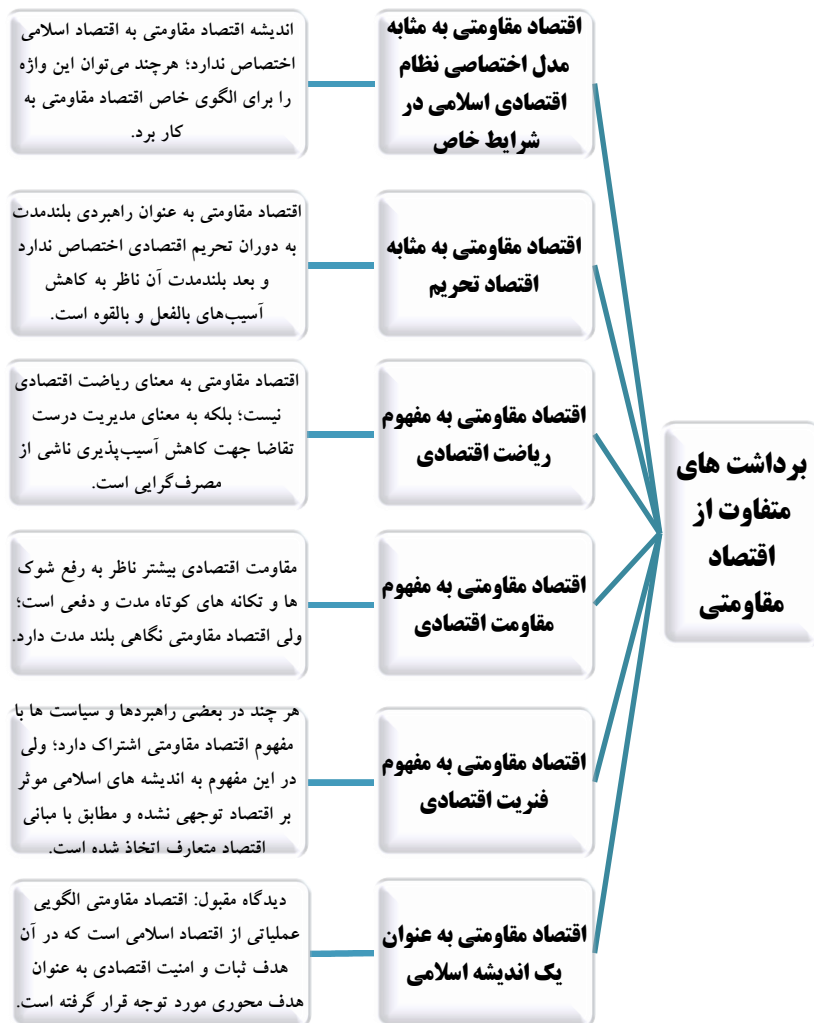 برداشت های
متفاوت از
اقتصاد
مقاومتی
اقتصاد مقاومتی به مثابه
مدل اختصاصی نظام
اقتصادی اسلامی در
شرایط خاص
اندیشه اقتصاد مقاومتی به اقتصاد اسلامی
اختصاص ندارد؛ هرچند می‌توان این واژه
را برای الگوی خاص اقتصاد مقاومتی به
کار برد.
اقتصاد مقاومتی به مثابه
اقتصاد تحریم
اقتصاد مقاومتی به عنوان راهبردی بلندمدت
به دوران تحریم اقتصادی اختصاص ندارد
و بعد بلندمدت آن ناظر به کاهش
آسیب‌های بالفعل و بالقوه است.
اقتصاد مقاومتی به مفهوم
ریاضت اقتصادی
اقتصاد مقاومتی به معنای ریاضت اقتصادی
نیست؛ بلکه به معنای مدیریت درست
تقاضا جهت کاهش آسیب‌پذیری ناشی از
مصرف‌گرایی است.
اقتصاد مقاومتی به مفهوم
مقاومت اقتصادی
مقاومت اقتصادی بیشتر ناظر به رفع شوک
ها و تکانه های کوتاه مدت و دفعی است؛
ولی اقتصاد مقاومتی نگاهی بلند مدت دارد.
اقتصاد مقاومتی به مفهوم
فنریت اقتصادی
هر چند در بعضی راهبردها و سیاست ها با
مفهوم اقتصاد مقاومتی اشتراک دارد؛ ولی
در این مفهوم به اندیشه های اسلامی موثر
بر اقتصاد توجهی نشده و مطابق با مبانی
اقتصاد متعارف اتخاذ شده است.
اقتصاد مقاومتی به عنوان
یک اندیشه اسلامی
دیدگاه مقبول: اقتصاد مقاومتی الگویی
عملیاتی از اقتصاد اسلامی است که در آن
هدف ثبات و امنیت اقتصادی به عنوان
هدف محوری مورد توجه قرار گرفته است.